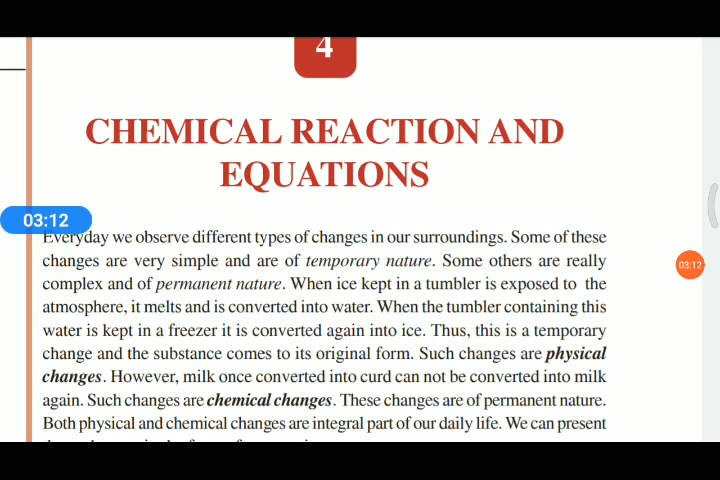 4
CHEMICAL REACTION AND
EQUATIONS
03:12
Everyday we observe different types of changes in our surroundings. Some of these
changes are very simple and are of temporary nature. Some others are really
03:12
complex and of permanent nature. When ice kept in a tumbler is exposed to the
atmosphere, it melts and is converted into water. When the tumbler containing this
water is kept in a freezer it is converted again into ice. Thus, this is a temporary
change and the substance comes to its original form. Such changes are physical
changes. However, milk once converted into curd can not be converted into milk
again. Such changes are chemical changes. These changes are of permanent nature.
Both physical and chemical changes are integral part of our daily life. We can present